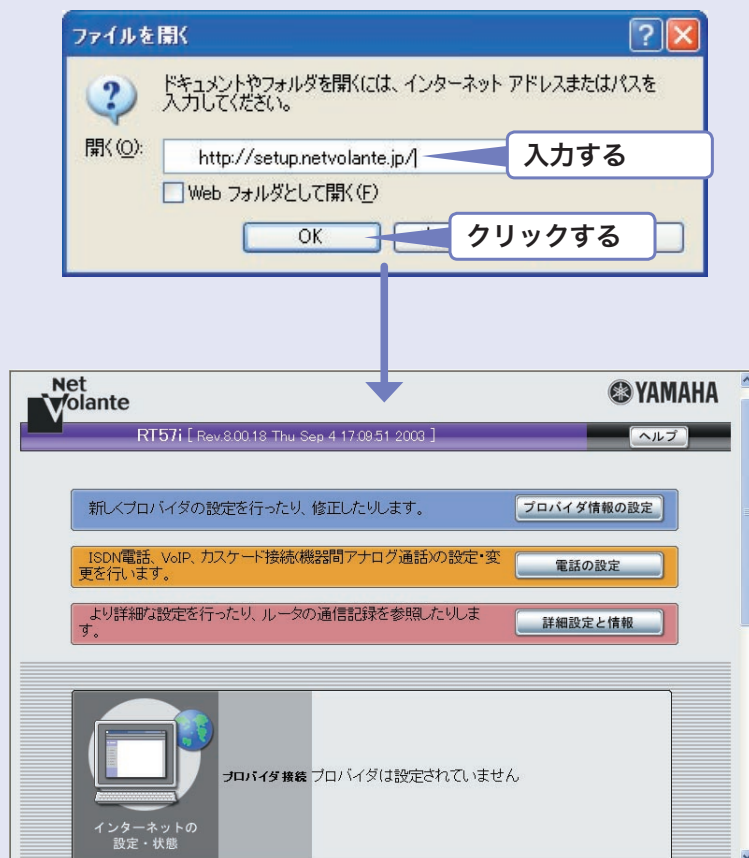 ファイルを開く
ドキュメントやフォルダを開くには、インターネット アドレスまたはパスを
入力してください。
開く(O):
http://setup.netvolante.jp/
入力する
Web フォルダとして開く(F)
OK
クリックする
Net
Volante
YAMAHA
RT57i [ Rev.8.00.18 Thu Sep 4 17:09:51 2003 ]
ヘルプ
新しくプロバイダの設定を行ったり、修正したりします。
プロバイダ情報の設定
ISDN電話、VoIP、カスケード接続(機器間アナログ通話)の設定・変
更を行います。
電話の設定
より詳細な設定を行ったり、ルータの通信記録を参照したりしま
す。
詳細設定と情報
プロバイダ接続 プロバイダは設定されていません
インターネットの
設定・状態